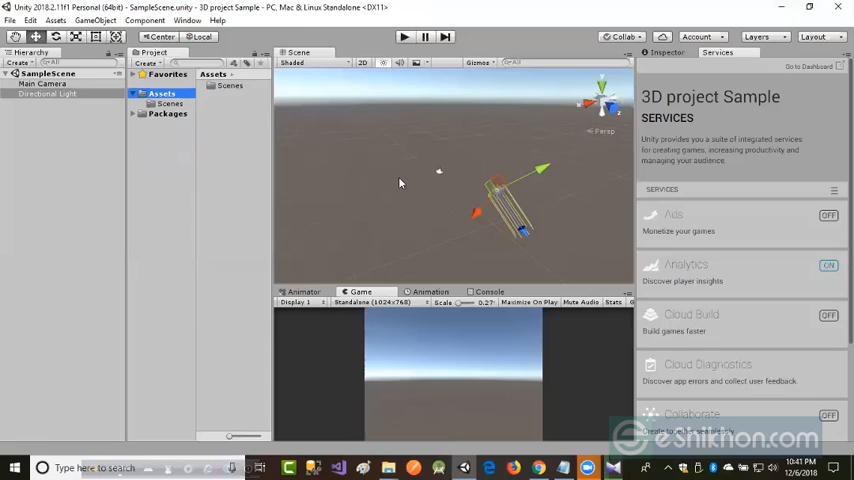 Unity 2018.2.11f1 Personal (64bit) - SampleScene.unity - 3D project Sample - PC, Mac & Linux Standalone <DX11>
File Edit Assets GameObject Component Window Help
Center Local Collab Account Layers Layout
Hierarchy Project Scene Inspector Services
Create All Create Shaded 2D Gizmos All Go to Dashboard
SampleScene Favorites Assets
Main Camera Scenes
Directional Light Assets
Scenes
Packages
y
x
z
Persp
3D project Sample
SERVICES
Unity provides you a suite of integrated services
for creating games, increasing productivity and
managing your audience.
SERVICES
Ads OFF
Monetize your games
Analytics ON
Discover player insights
Animator Game Animation Console
Display 1 Standalone (1024x768) Scale 0.27 Maximize On Play Mute Audio Stats
Cloud Build OFF
Build games faster
Cloud Diagnostics
Discover app errors and collect user feedback.
Collaborate OFF
Create together seamlessly
eShikhon.com
Type here to search
10:41 PM
12/6/2018